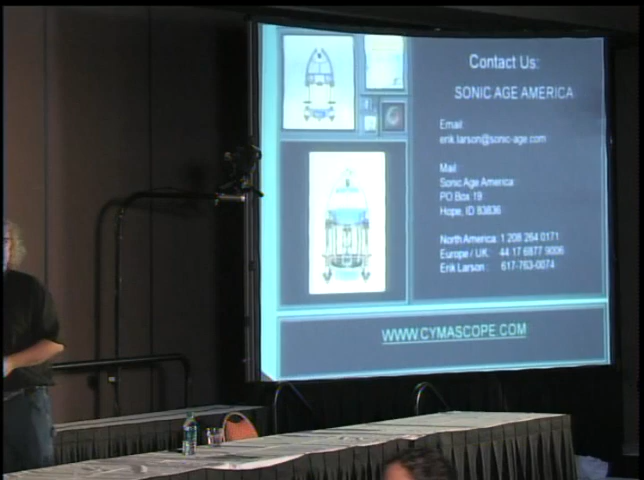 Contact Us:
SONIC AGE AMERICA
Email:
erik.larson@sonic-age.com
Mail:
Sonic Age America
PO Box 19
Hope, ID 83836
North America: 1 208 264 0171
Europe / UK: 44 17 6877 9006
Erik Larson : 617-763-0074
WWW.CYMASCOPE.COM